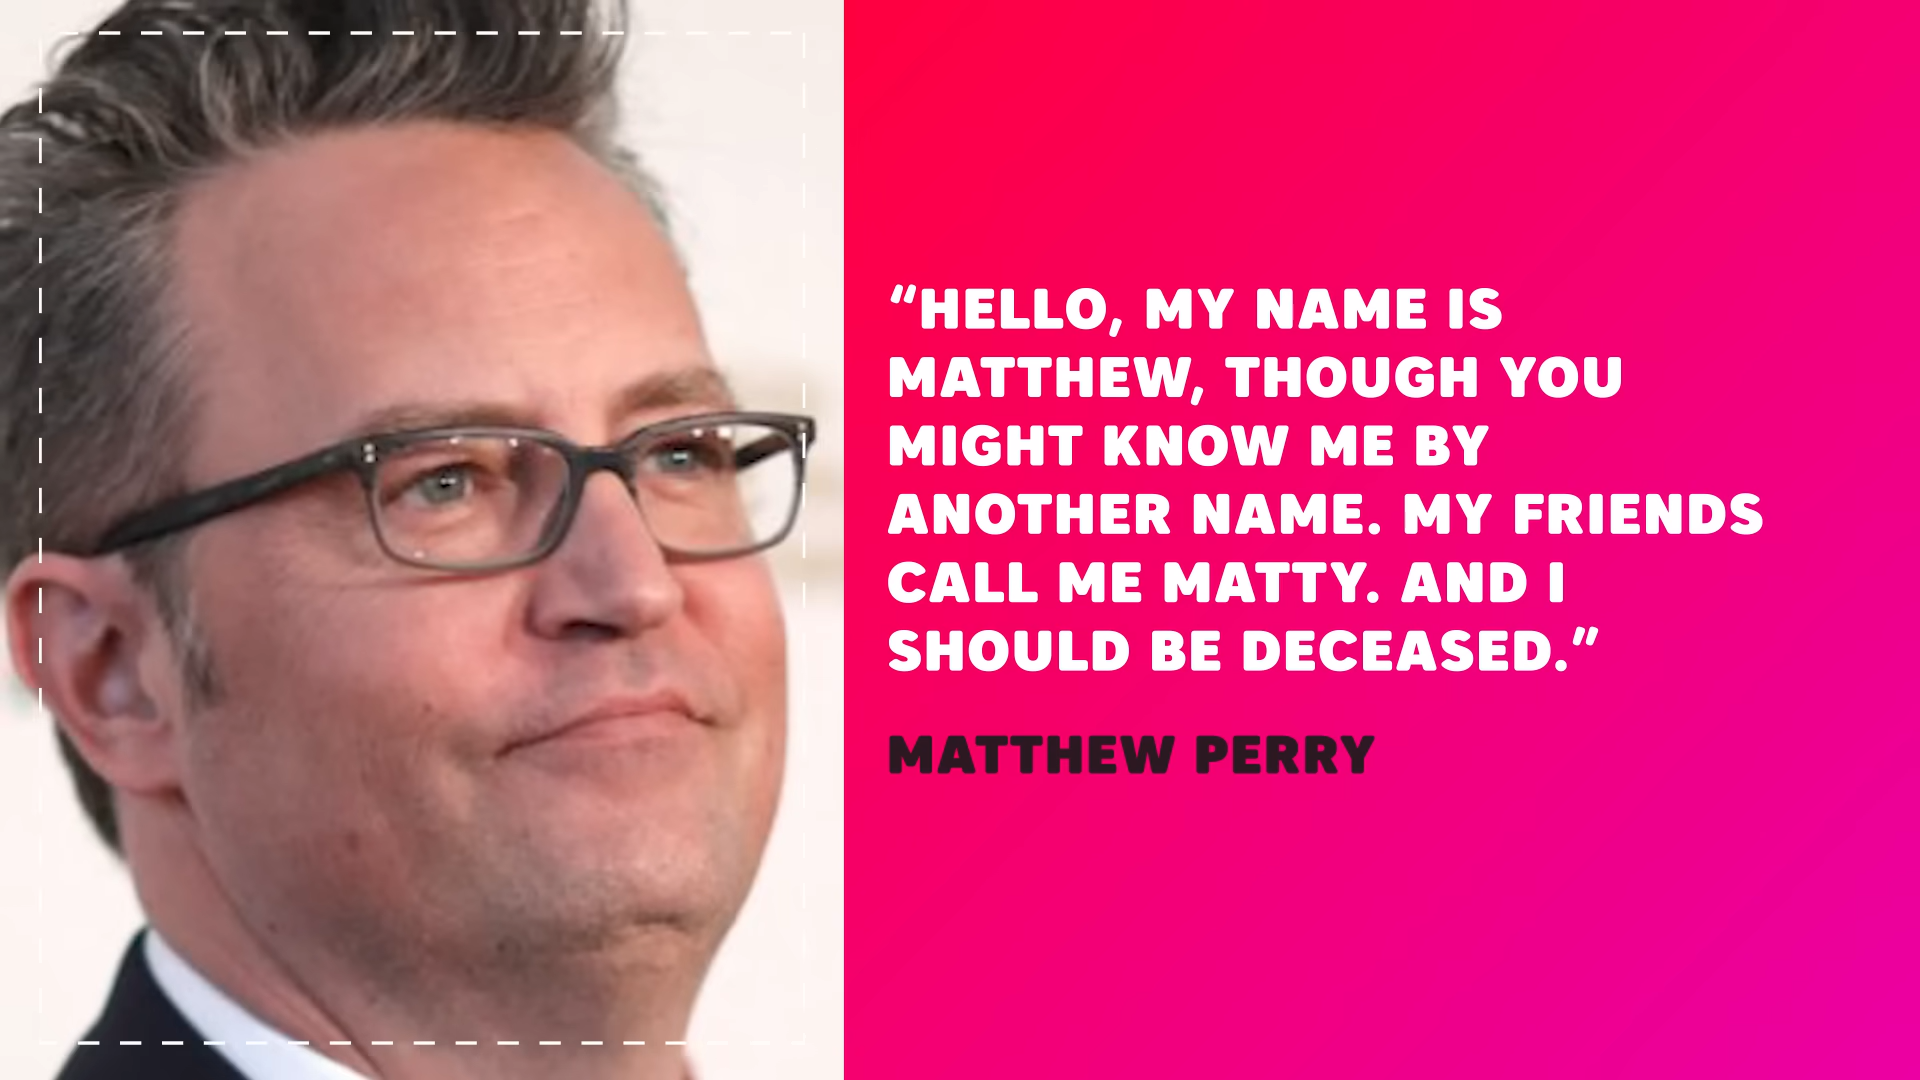 “HELLO, MY NAME IS
MATTHEW, THOUGH YOU
MIGHT KNOW ME BY
ANOTHER NAME. MY FRIENDS
CALL ME MATTY. AND I
SHOULD BE DECEASED.”
MATTHEW PERRY